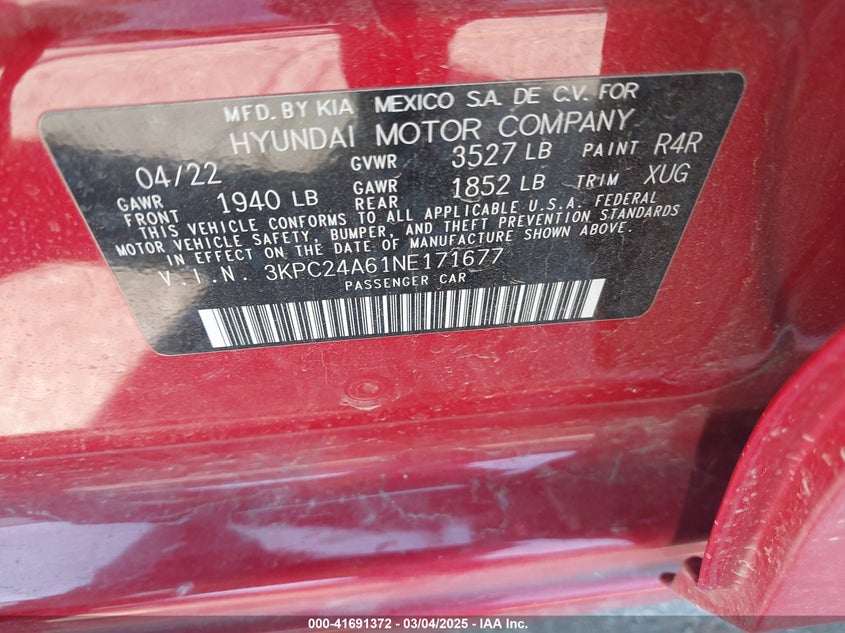 MFD. BY KIA MEXICO S.A. DE C.V. FOR
HYUNDAI MOTOR COMPANY
04/22 GVWR 3527 LB PAINT R4R
GAWR FRONT 1940 LB GAWR REAR 1852 LB TRIM XUG
THIS VEHICLE CONFORMS TO ALL APPLICABLE U.S.A. FEDERAL
MOTOR VEHICLE SAFETY, BUMPER, AND THEFT PREVENTION STANDARDS
IN EFFECT ON THE DATE OF MANUFACTURE SHOWN ABOVE.
V.I.N. 3KPC24A61NE171677
PASSENGER CAR
000-41691372 - 03/04/2025 - IAA Inc.